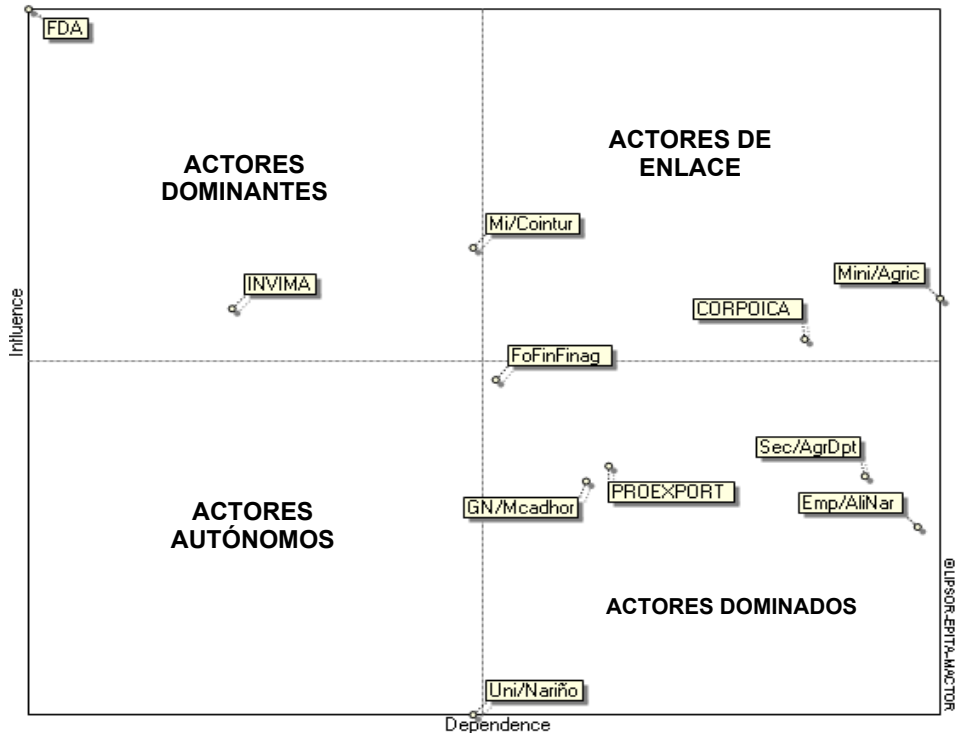 FDA
ACTORES DE
ENLACE
ACTORES
DOMINANTES
Mi/Cointur
Mini/Agric
INVIMA
CORPOICA
Influence
FoFinFinag
Sec/AgrDpt
PROEXPORT
GN/Mcadhor
Emp/AliNar
ACTORES
AUTÓNOMOS
ACTORES DOMINADOS
©LIPSOR-EPITA-MACTOR
Uni/Nariño
Dependence